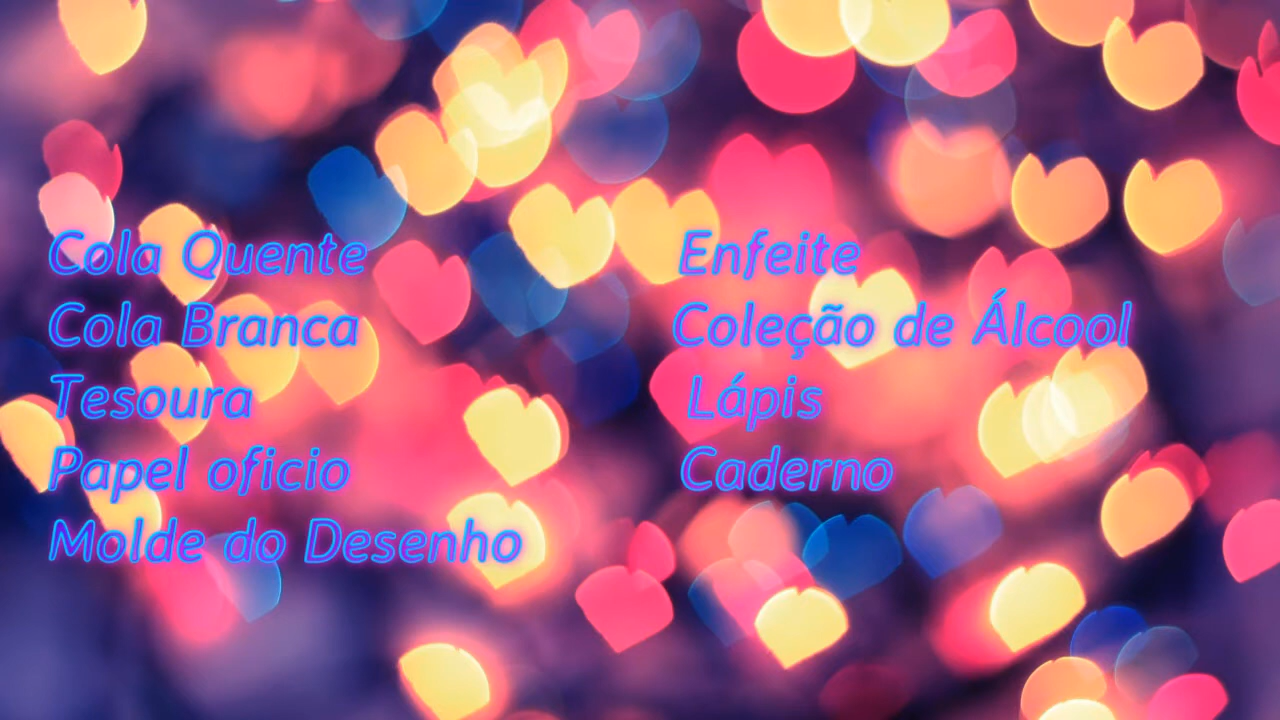 Cola Quente
Cola Branca
Tesoura
Papel oficio
Molde do Desenho
Enfeite
Coleção de Álcool
Lápis
Caderno